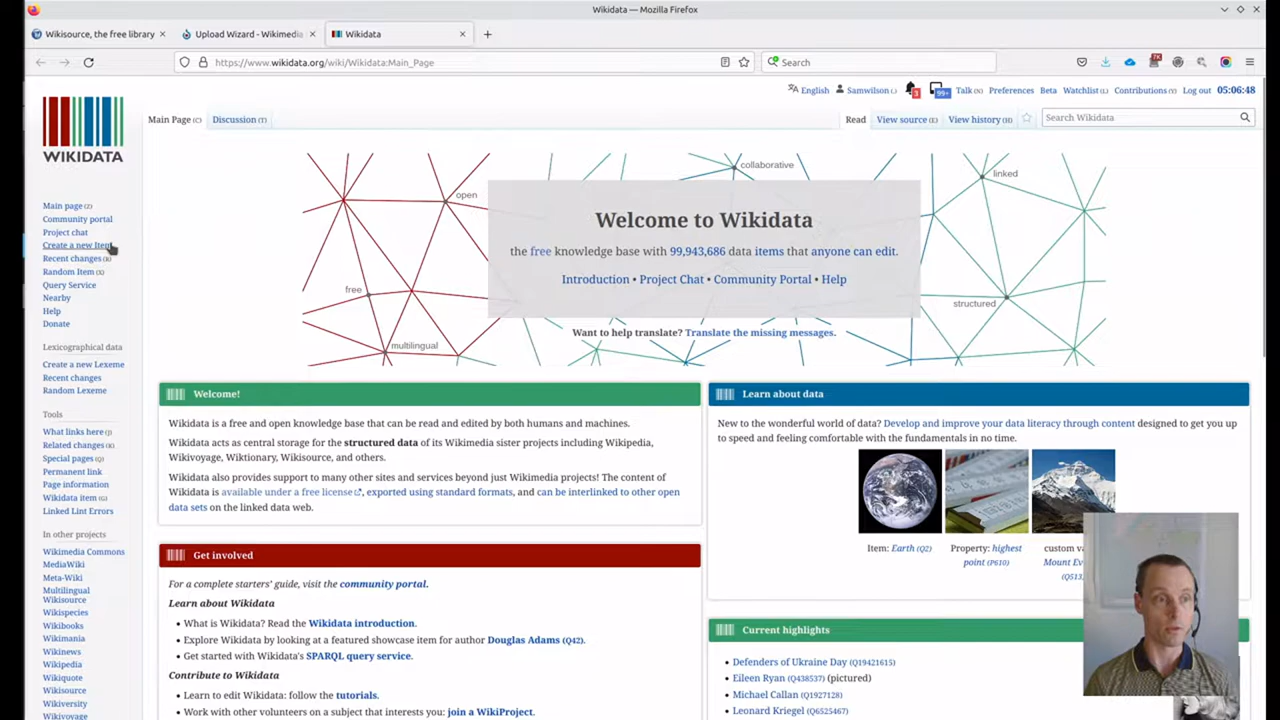 Wikidata — Mozilla Firefox
Wikisource, the free library
Upload Wizard - Wikimedia
Wikidata
https://www.wikidata.org/wiki/Wikidata:Main_Page
Search
English
Samwilson
3
99+
Talk
Preferences
Beta
Watchlist
Contributions
Log out
05:06:48
WIKIDATA
Main Page
Discussion
Read
View source
View history
Search Wikidata
Main page
Community portal
Project chat
Create a new Item
Recent changes
Random Item
Query Service
Nearby
Help
Donate
Lexicographical data
Create a new Lexeme
Recent changes
Random Lexeme
Tools
What links here
Related changes
Special pages
Permanent link
Page information
Wikidata item
Linked Lint Errors
In other projects
Wikimedia Commons
MediaWiki
Meta-Wiki
Multilingual
Wikisource
Wikispecies
Wikibooks
Wikimania
Wikinews
Wikipedia
Wikiquote
Wikisource
Wikiversity
Wikivoyage
collaborative
open
linked
free
structured
multilingual
Welcome to Wikidata
the free knowledge base with 99,943,686 data items that anyone can edit.
Introduction • Project Chat • Community Portal • Help
Want to help translate? Translate the missing messages.
Welcome!
Wikidata is a free and open knowledge base that can be read and edited by both humans and machines.
Wikidata acts as central storage for the structured data of its Wikimedia sister projects including Wikipedia,
Wikivoyage, Wiktionary, Wikisource, and others.
Wikidata also provides support to many other sites and services beyond just Wikimedia projects! The content of
Wikidata is available under a free license, exported using standard formats, and can be interlinked to other open
data sets on the linked data web.
Get involved
For a complete starters' guide, visit the community portal.
Learn about Wikidata
• What is Wikidata? Read the Wikidata introduction.
• Explore Wikidata by looking at a featured showcase item for author Douglas Adams (Q42).
• Get started with Wikidata's SPARQL query service.
Contribute to Wikidata
• Learn to edit Wikidata: follow the tutorials.
• Work with other volunteers on a subject that interests you: join a WikiProject.
Learn about data
New to the wonderful world of data? Develop and improve your data literacy through content designed to get you up
to speed and feeling comfortable with the fundamentals in no time.
Item: Earth (Q2)
Property: highest
point (P610)
custom
Mount
(Q513,
Current highlights
• Defenders of Ukraine Day (Q19421615)
• Eileen Ryan (Q438537) (pictured)
• Michael Callan (Q1927128)
• Leonard Kriegel (Q6525467)